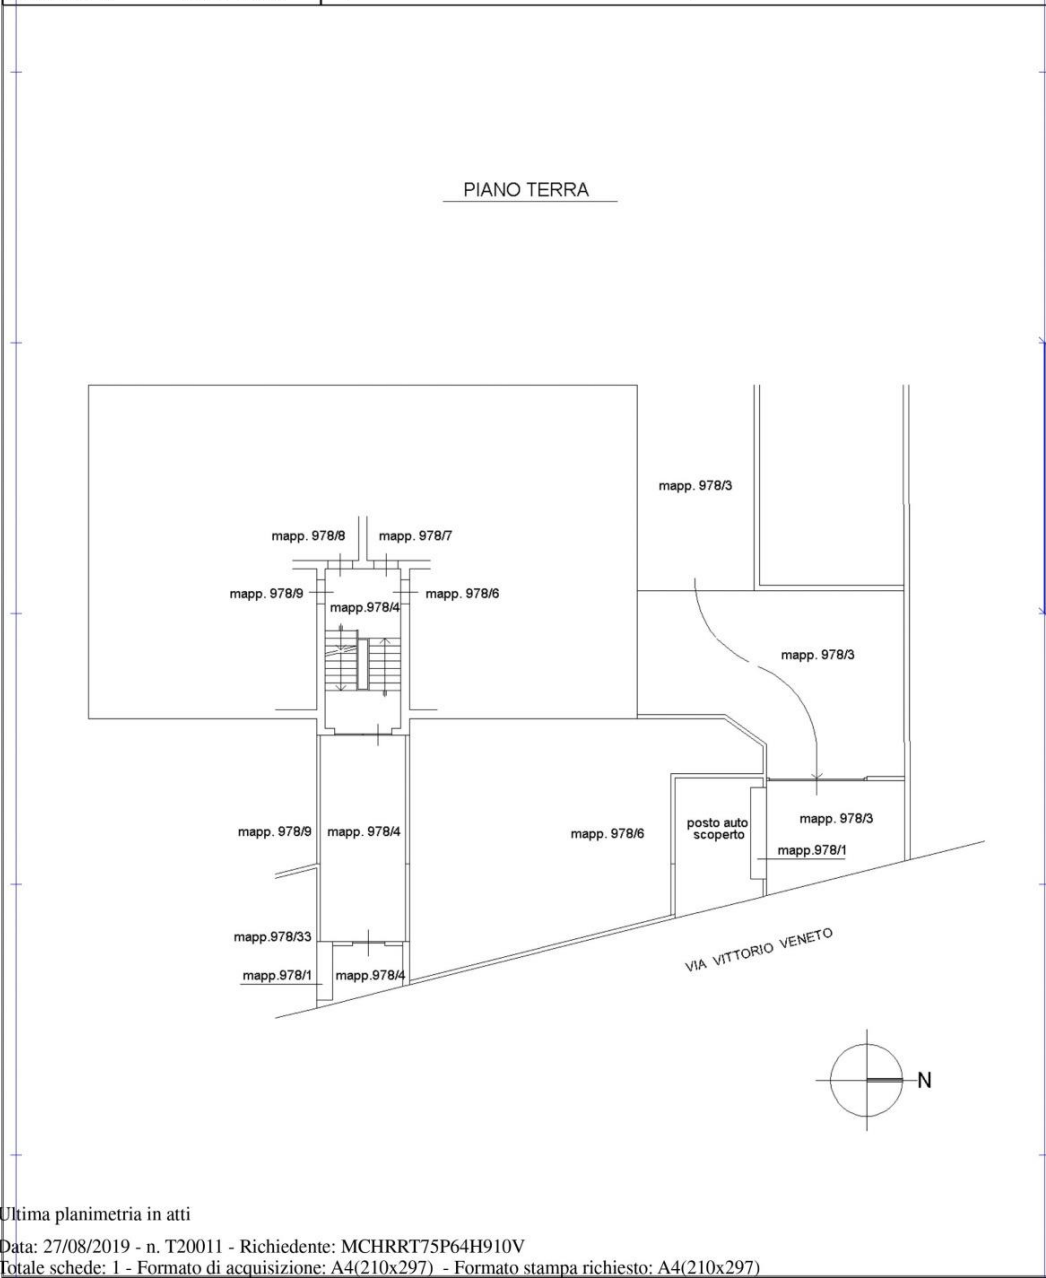 PIANO TERRA
mapp. 978/3
mapp. 978/8
mapp. 978/7
mapp. 978/9
mapp.978/4
mapp. 978/6
mapp. 978/3
mapp. 978/9
mapp. 978/4
mapp. 978/6
posto auto
scoperto
mapp. 978/3
mapp.978/1
mapp.978/33
mapp.978/1
mapp.978/4
VIA VITTORIO VENETO
N
Ultima planimetria in atti
Data: 27/08/2019 - n. T20011 - Richiedente: MCHRRT75P64H910V
Totale schede: 1 - Formato di acquisizione: A4(210x297) - Formato stampa richiesto: A4(210x297)